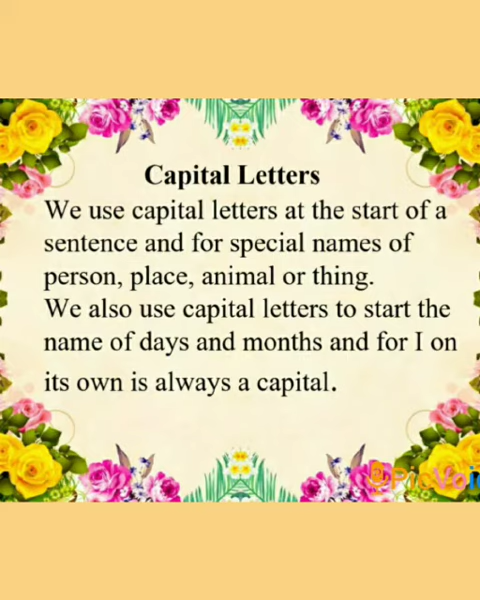 Capital Letters
We use capital letters at the start of a
sentence and for special names of
person, place, animal or thing.
We also use capital letters to start the
name of days and months and for I on
its own is always a capital.